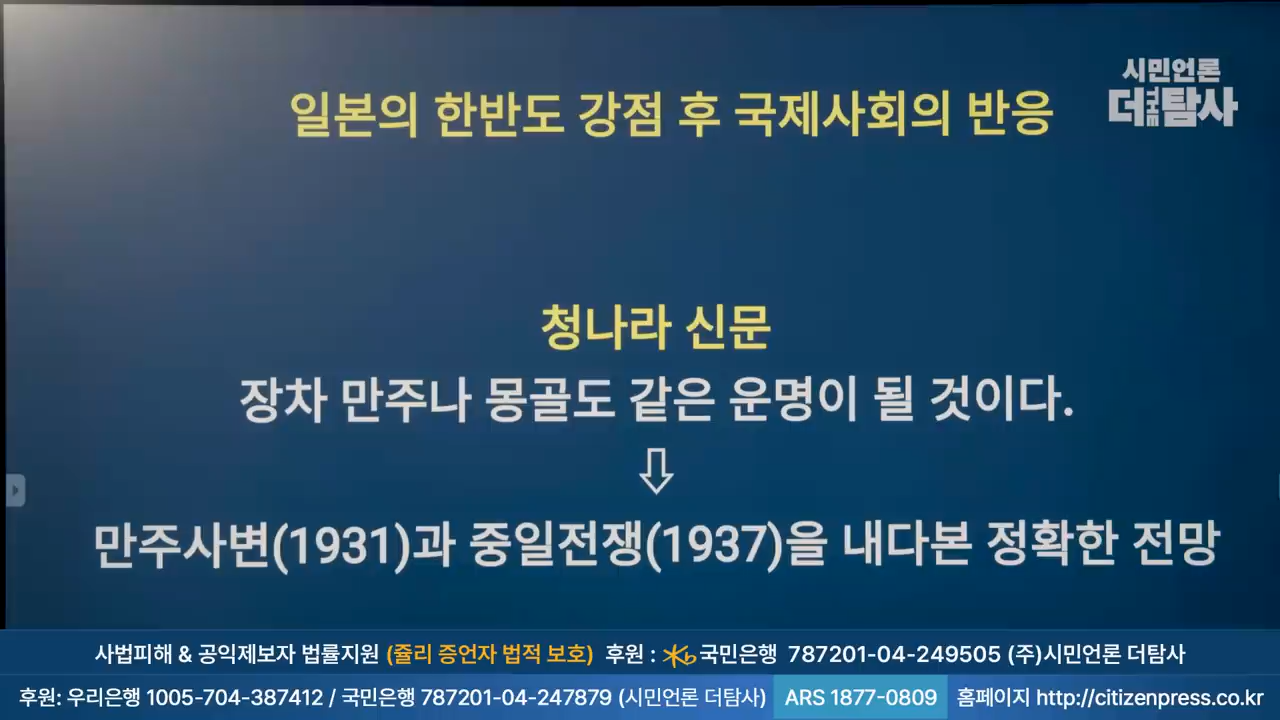 시민언론
더탐사
일본의 한반도 강점 후 국제사회의 반응
청나라 신문
장차 만주나 몽골도 같은 운명이 될 것이다.
만주사변(1931)과 중일전쟁(1937)을 내다본 정확한 전망
사법피해 & 공익제보자 법률지원 (쥴리 증언자 법적 보호) 후원 : 국민은행 787201-04-249505 (주)시민언론 더탐사
후원: 우리은행 1005-704-387412 / 국민은행 787201-04-247879 (시민언론 더탐사) ARS 1877-0809 홈페이지 http://citizenpress.co.kr